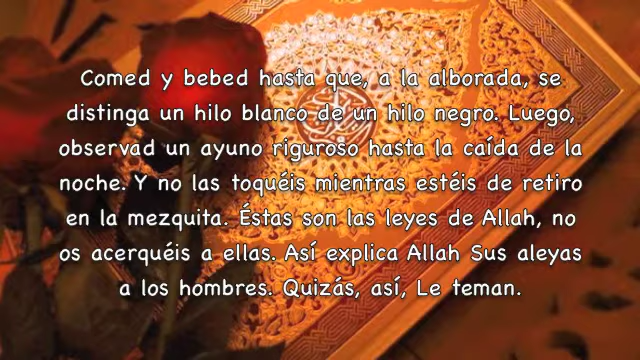 Comed y bebed hasta que, a la alborada, se
distinga un hilo blanco de un hilo negro. Luego,
observad un ayuno riguroso hasta la caída de la
noche. Y no las toquéis mientras estéis de retiro
en la mezquita. Éstas son las leyes de Allah, no
os acerquéis a ellas. Así explica Allah Sus aleyas
a los hombres. Quizás, así, Le teman.